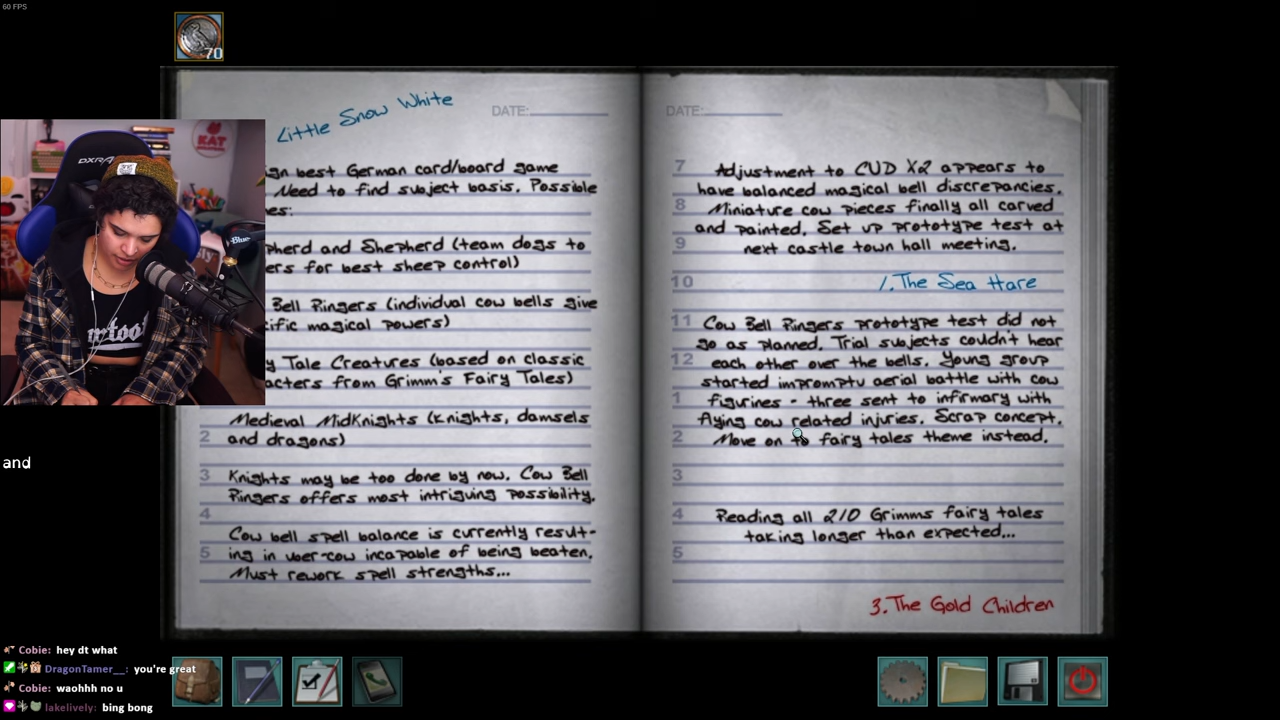 60 FPS
70
Little Snow White
DATE:
ign best German card/board game
Need to find subject basis. Possible
es:
pherd and Shepherd (team dogs to
ers for best sheep control)
Bell Ringers (individual cow bells give
ific magical powers)
y Tale Creatures (based on classic
acters from Grimm's Fairy Tales)
Medieval MidKnights (knights, damsels
2 and dragons)
3 Knights may be too done by now. Cow Bell
Ringers offers most intriguing possibility.
4
Cow bell spell balance is currently result-
5 ing in uber-cow incapable of being beaten.
Must rework spell strengths...
DATE:
7 Adjustment to CUD X2 appears to
have balanced magical bell discrepancies.
8 Miniature cow pieces finally all carved
and painted. Set up prototype test at
9 next castle town hall meeting.
10 1. The Sea Hare
11 Cow Bell Ringers prototype test did not
go as planned. Trial subjects couldn't hear
12 each other over the bells. Young group
started impromptu aerial battle with cow
1 figurines - three sent to infirmary with
flying cow related injuries. Scrap concept.
2 Move on to fairy tales theme instead.
3
4 Reading all 210 Grimms fairy tales
taking longer than expected...
5
3. The Gold Children
KAT
DXRA
Blue
and
Cobie: hey dt what
DragonTamer__: you're great
Cobie: waohhh no u
lakelively: bing bong